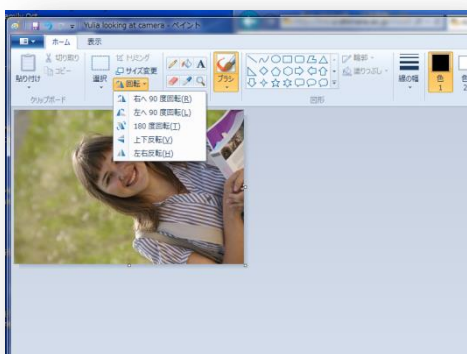 Yulia looking at camera - ペイント
ホーム 表示
切り取り
コピー
貼り付け
クリップボード
選択
トリミング
サイズ変更
回転
A
ブラシ
輪郭
塗りつぶし
図形
線の幅
色
1
色
2
右へ 90 度回転(R)
左へ 90 度回転(L)
180 度回転(T)
上下反転(V)
左右反転(H)